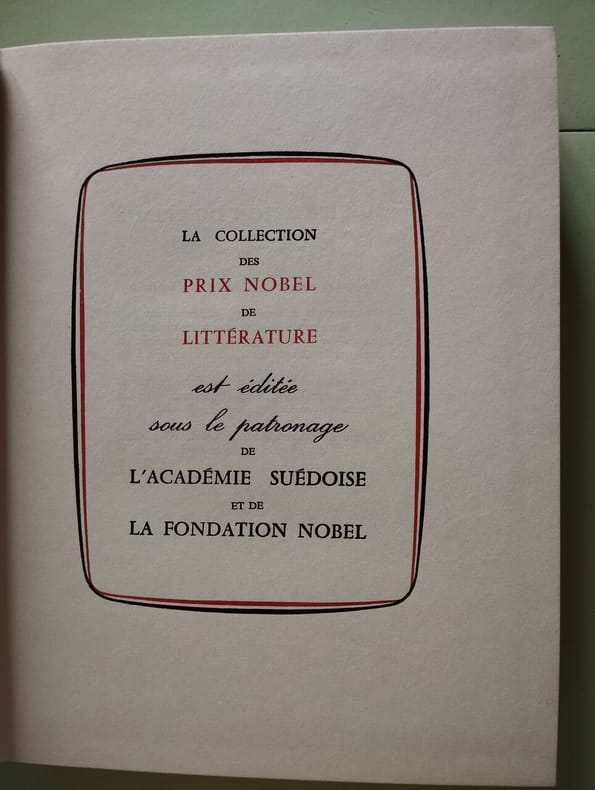 LA COLLECTION
DES
PRIX NOBEL
DE
LITTÉRATURE
est éditée
sous le patronage
DE
L'ACADÉMIE SUÉDOISE
ET DE
LA FONDATION NOBEL